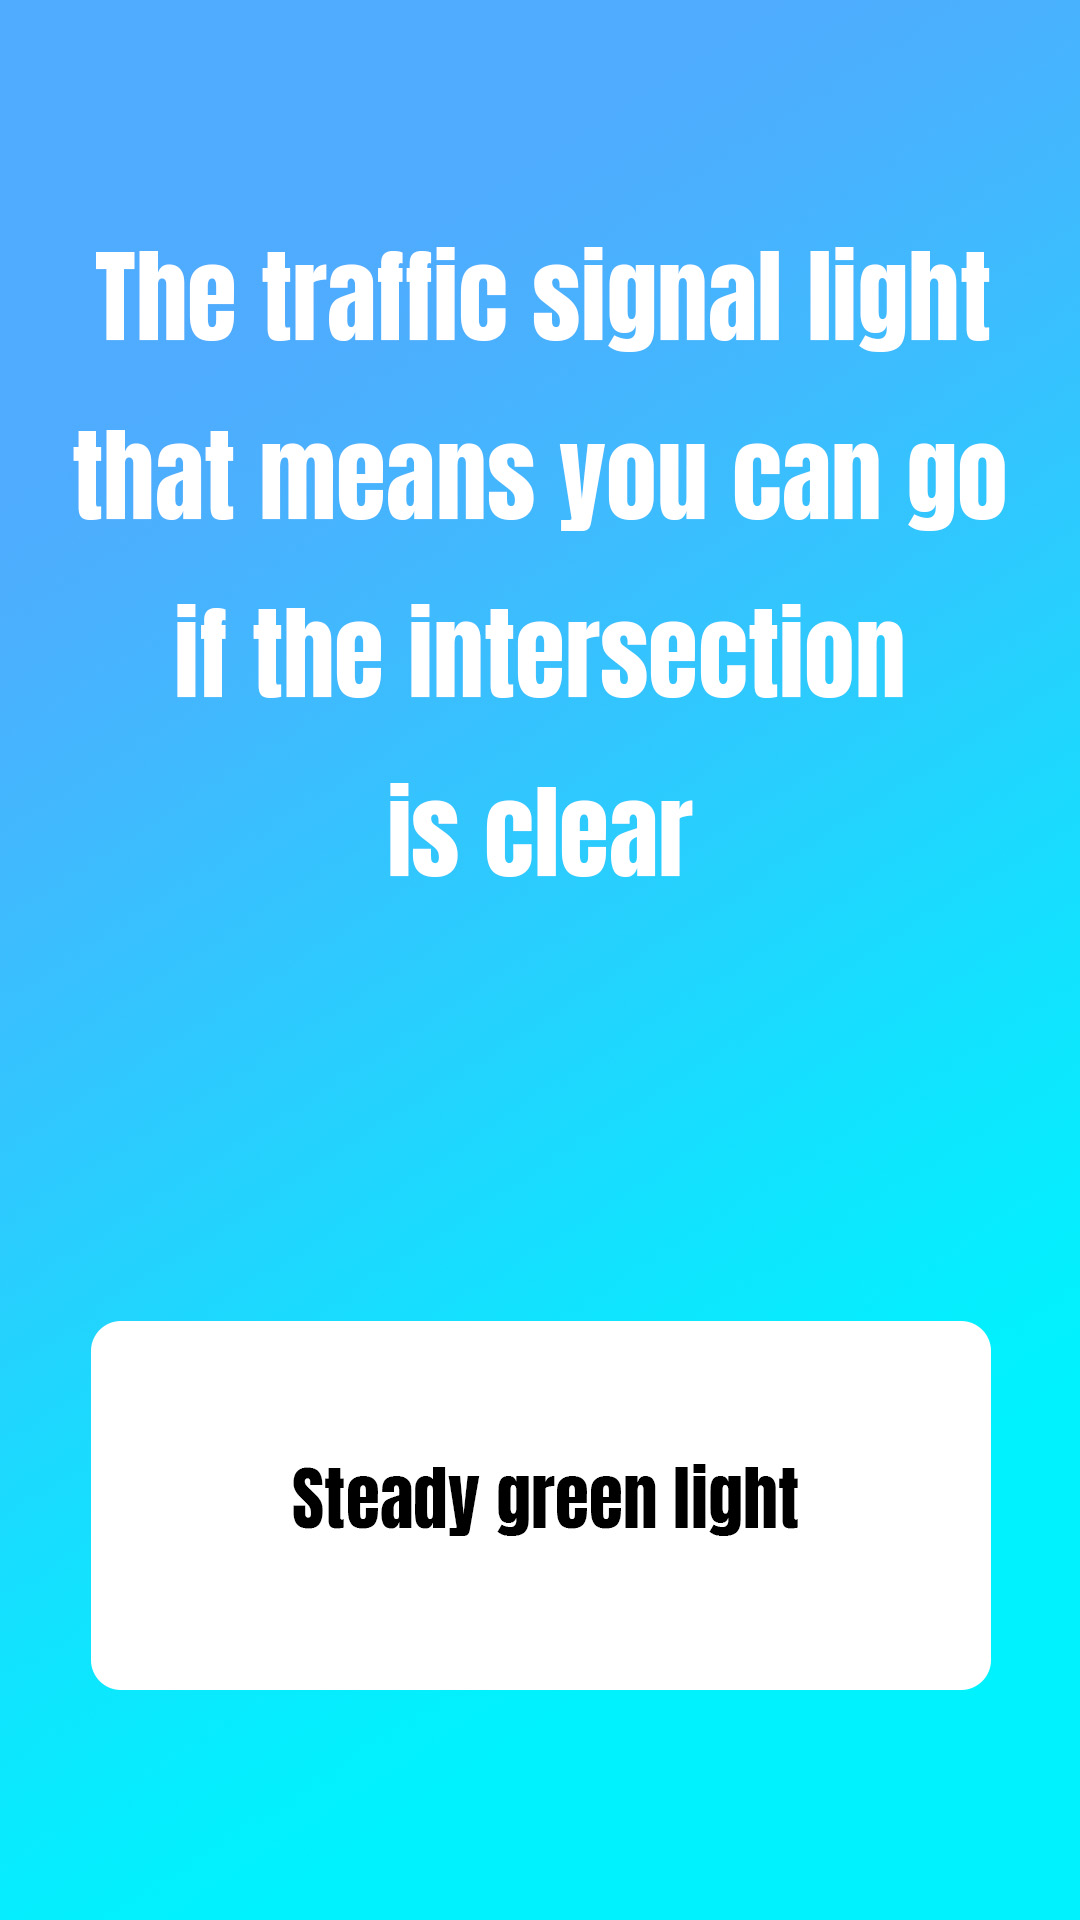 The traffic signal light
that means you can go
if the intersection
is clear
Steady green light